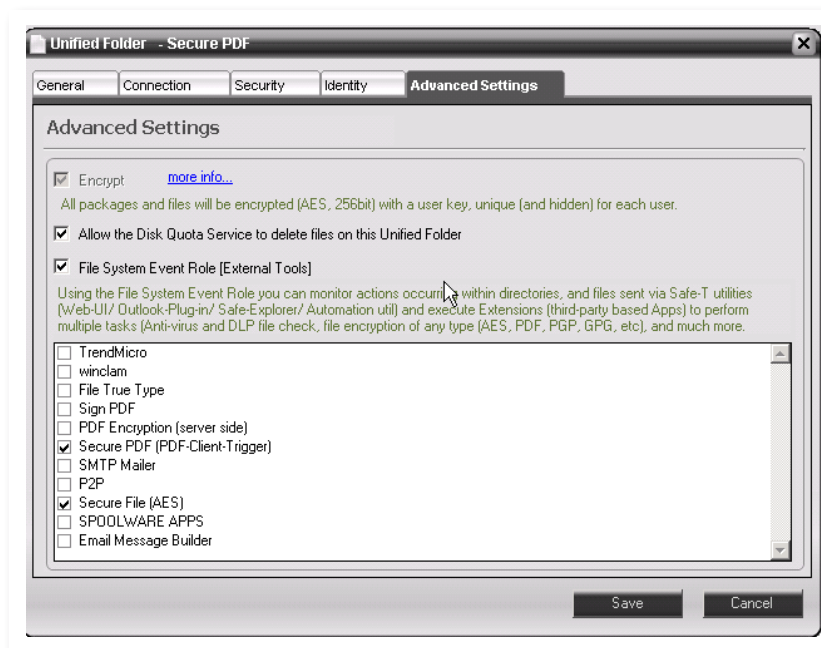 Unified Folder - Secure PDF
General Connection Security Identity Advanced Settings
Advanced Settings
Encrypt more info...
All packages and files will be encrypted (AES, 256bit) with a user key, unique (and hidden) for each user.
Allow the Disk Quota Service to delete files on this Unified Folder
File System Event Role [External Tools]
Using the File System Event Role you can monitor actions occurring within directories, and files sent via Safe-T utilities
(Web-UI/ Outlook-Plug-in/ Safe-Explorer/ Automation util) and execute Extensions (third-party based Apps) to perform
multiple tasks (Anti-virus and DLP file check, file encryption of any type (AES, PDF, PGP, GPG, etc), and much more.
TrendMicro
winclam
File True Type
Sign PDF
PDF Encryption (server side)
Secure PDF (PDF-Client-Trigger)
SMTP Mailer
P2P
Secure File (AES)
SPOOLWARE APPS
Email Message Builder
Save Cancel